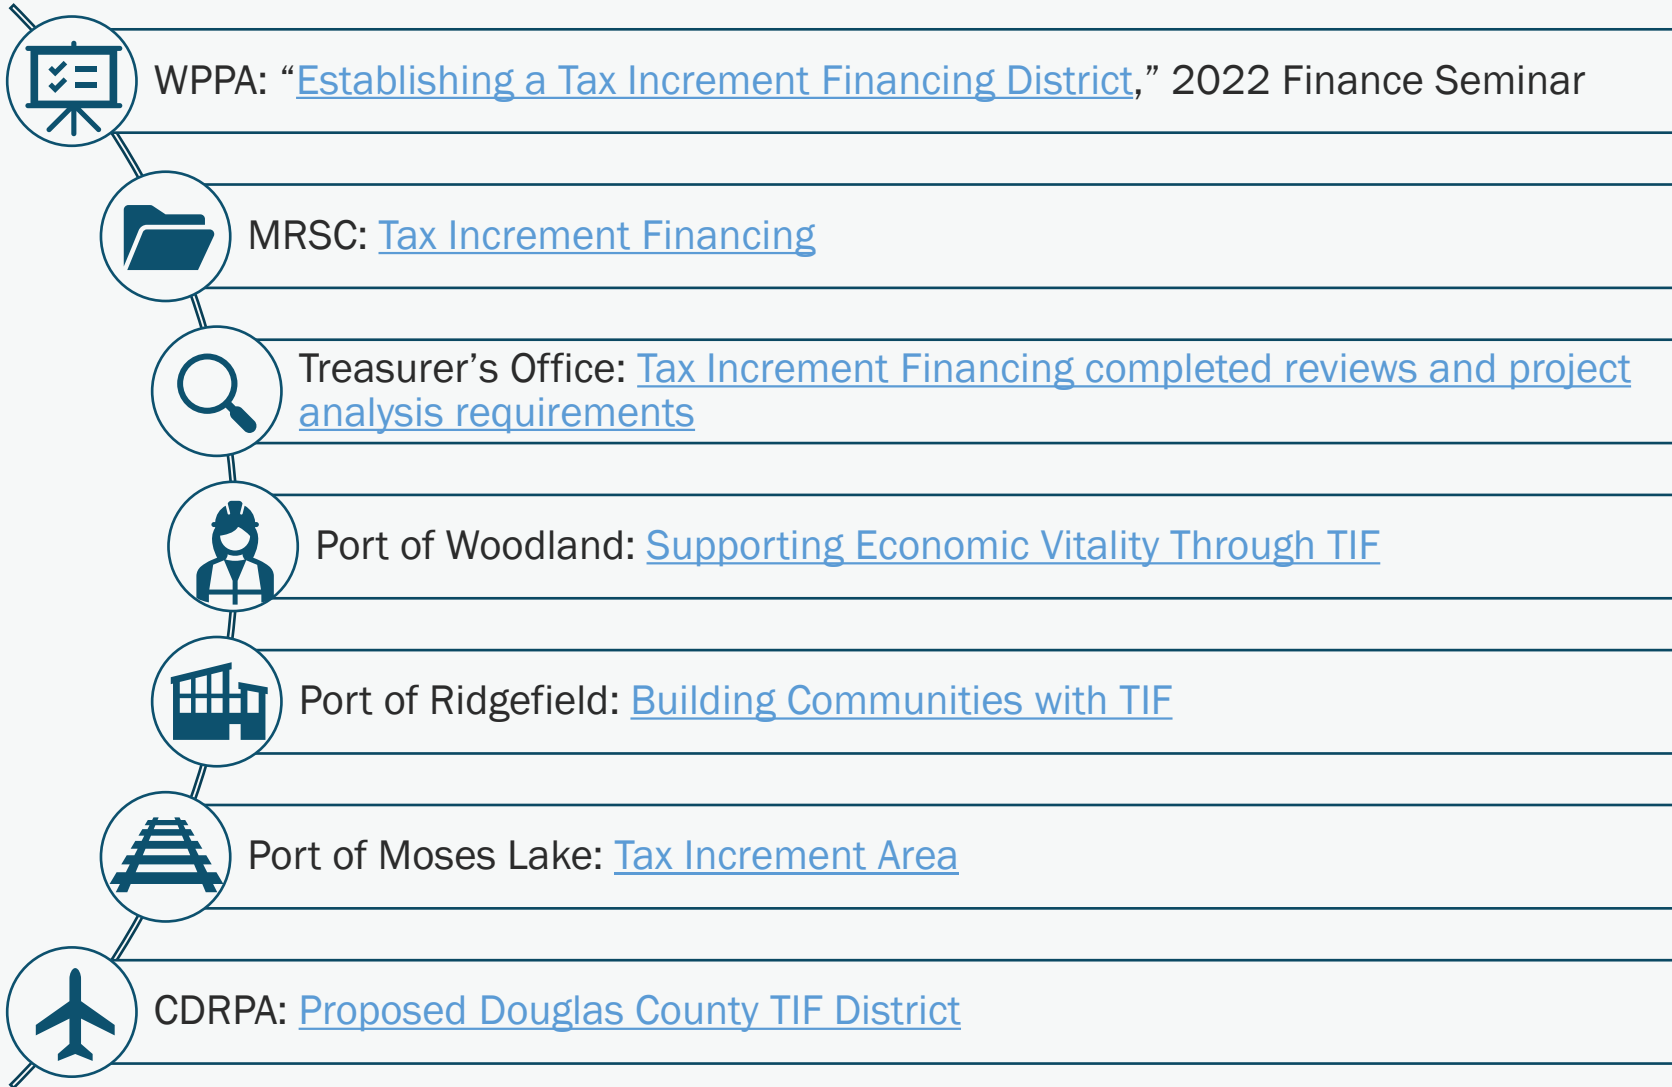 WPPA: “Establishing a Tax Increment Financing District,” 2022 Finance Seminar
MRSC: Tax Increment Financing
Treasurer’s Office: Tax Increment Financing completed reviews and project
analysis requirements
Port of Woodland: Supporting Economic Vitality Through TIF
Port of Ridgefield: Building Communities with TIF
Port of Moses Lake: Tax Increment Area
CDRPA: Proposed Douglas County TIF District